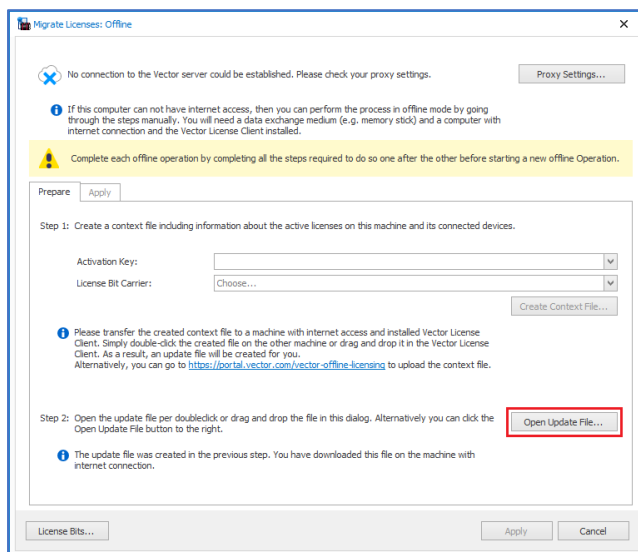 Migrate Licenses: Offline
No connection to the Vector server could be established. Please check your proxy settings.
Proxy Settings...
If this computer can not have internet access, then you can perform the process in offline mode by going
through the steps manually. You will need a data exchange medium (e.g. memory stick) and a computer with
internet connection and the Vector License Client installed.
Complete each offline operation by completing all the steps required to do so one after the other before starting a new offline Operation.
Prepare
Apply
Step 1: Create a context file including information about the active licenses on this machine and its connected devices.
Activation Key:
License Bit Carrier:
Choose...
Create Context File...
Please transfer the created context file to a machine with internet access and installed Vector License
Client. Simply double-click the created file on the other machine or drag and drop it in the Vector License
Client. As a result, an update file will be created for you.
Alternatively, you can go to https://portal.vector.com/vector-offline-licensing to upload the context file.
Step 2: Open the update file per doubleclick or drag and drop the file in this dialog. Alternatively you can click the
Open Update File button to the right.
Open Update File...
The update file was created in the previous step. You have downloaded this file on the machine with
internet connection.
License Bits...
Apply
Cancel